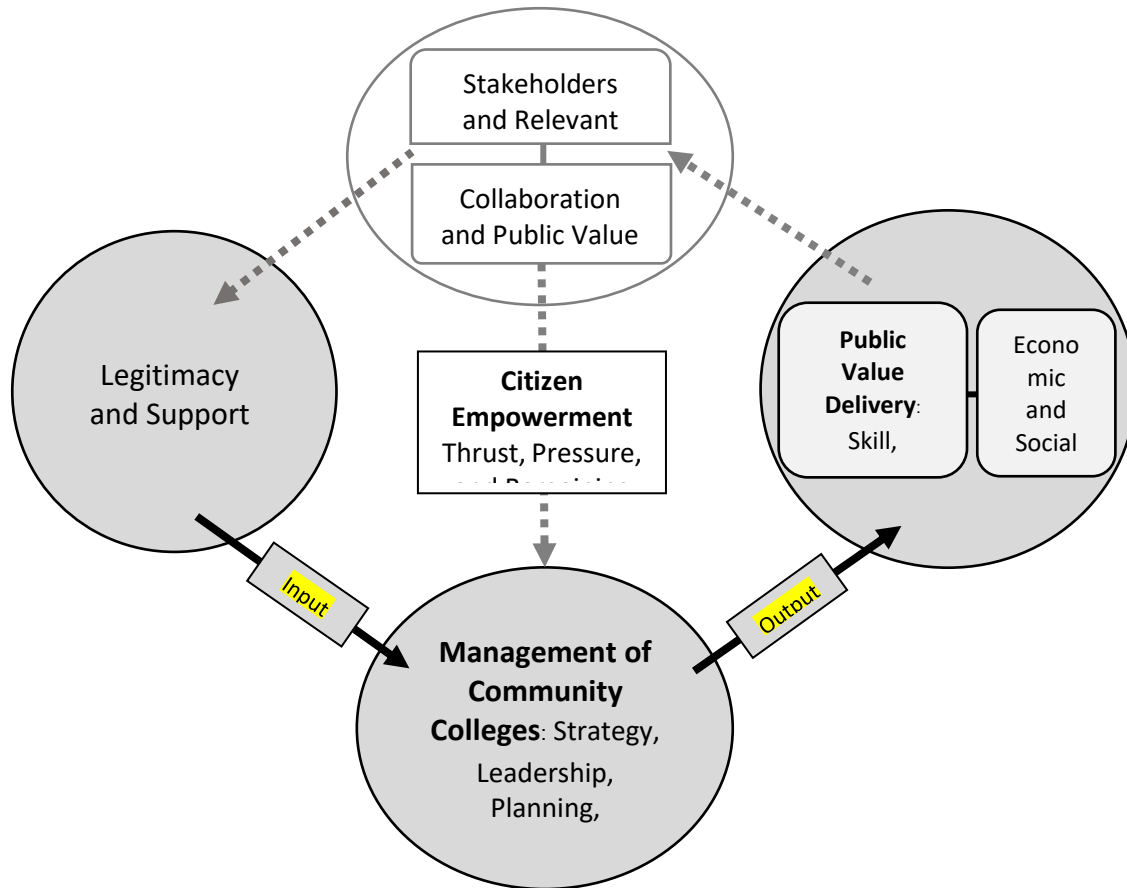 Stakeholders
and Relevant
Collaboration
and Public Value
Legitimacy
and Support
Citizen
Empowerment
Thrust, Pressure,
Public
Value
Delivery:
Skill,
Econo
mic
and
Social
Input
Output
Management of
Community
Colleges: Strategy,
Leadership,
Planning,